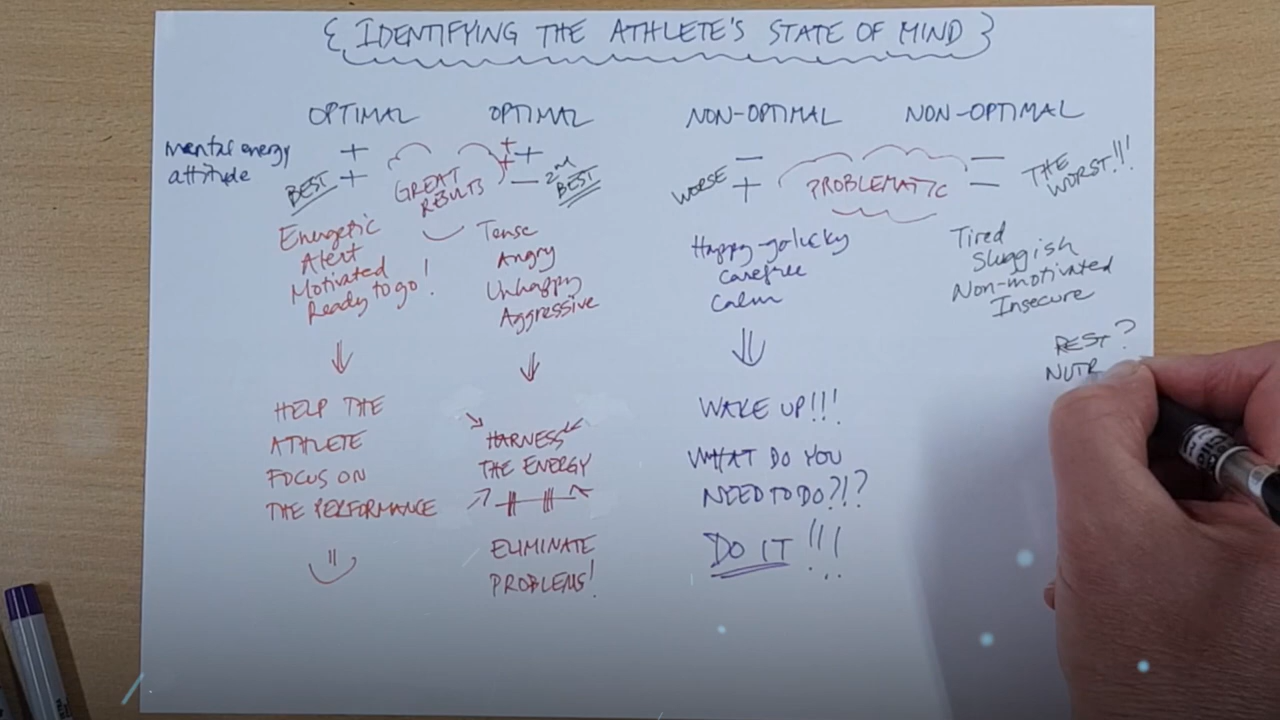 { IDENTIFYING THE ATHLETE'S STATE OF MIND }
OPTIMAL OPTIMAL NON-OPTIMAL NON-OPTIMAL
mental energy + + + + - -
attitude + - + -
BEST
GREAT
RESULTS
2nd
BEST
WORSE
PROBLEMATIC
THE
WORST!!!
Energetic
Alert
Motivated
Ready to go!
Tense
Angry
Unhappy
Aggressive
Happy-go-lucky
Carefree
Calm
Tired
Sluggish
Non-motivated
Insecure
REST?
NUTR
HELP THE
ATHLETE
FOCUS ON
THE PERFORMANCE
HARNESS
THE ENERGY
ELIMINATE
PROBLEMS!
WAKE UP!!!
WHAT DO YOU
NEED TO DO?!?
DO IT!!!